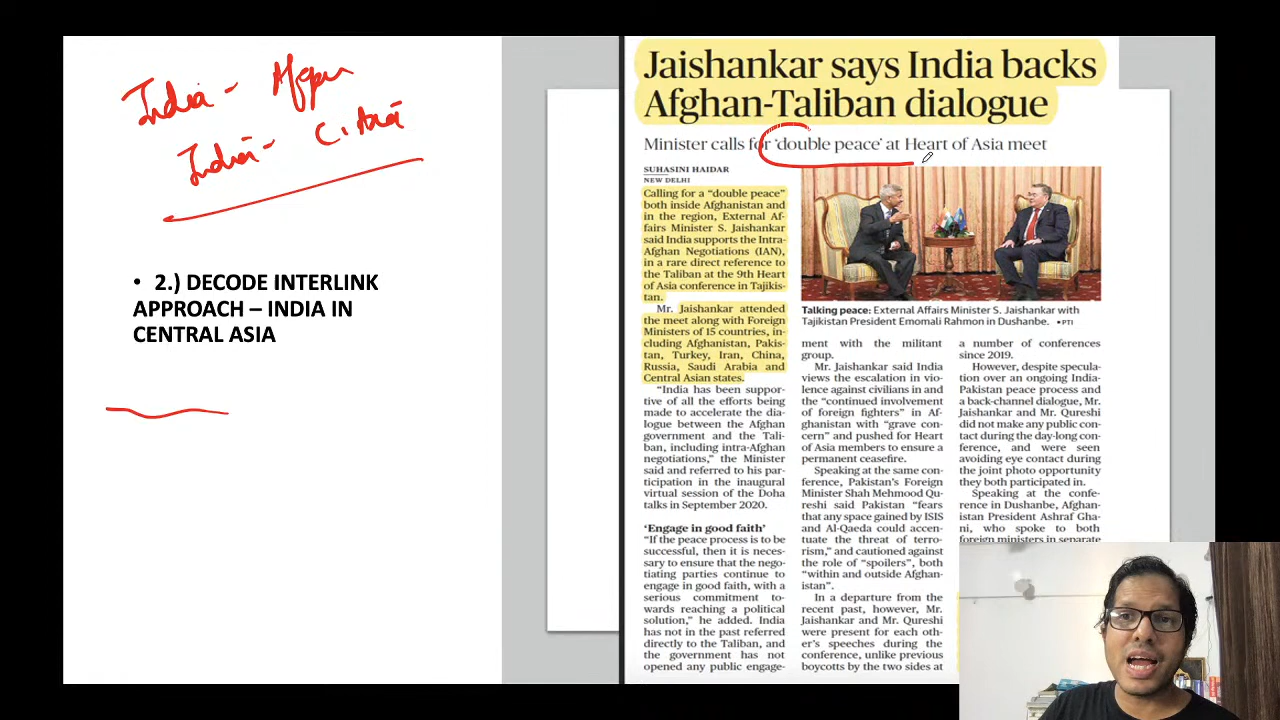 India - Afgan
India - C. Asia
• 2.) DECODE INTERLINK
APPROACH – INDIA IN
CENTRAL ASIA
Jaishankar says India backs
Afghan-Taliban dialogue
Minister calls for ‘double peace’ at Heart of Asia meet
SUHASINI HAIDAR
NEW DELHI
Calling for a “double peace”
both inside Afghanistan and
in the region, External Af-
fairs Minister S. Jaishankar
said India supports the Intra-
Afghan Negotiations (IAN),
in a rare direct reference to
the Taliban at the 9th Heart
of Asia conference in Tajikis-
tan.
Mr. Jaishankar attended
the meet along with Foreign
Ministers of 15 countries, in-
cluding Afghanistan, Pakis-
tan, Turkey, Iran, China,
Russia, Saudi Arabia and
Central Asian states.
“India has been suppor-
tive of all the efforts being
made to accelerate the dia-
logue between the Afghan
government and the Tali-
ban, including intra-Afghan
negotiations,” the Minister
said and referred to his par-
ticipation in the inaugural
virtual session of the Doha
talks in September 2020.
‘Engage in good faith’
“If the peace process is to be
successful, then it is neces-
sary to ensure that the nego-
tiating parties continue to
engage in good faith, with a
serious commitment to-
wards reaching a political
solution,” he added. India
has not in the past referred
directly to the Taliban, and
the government has not
opened any public engage-
Talking peace: External Affairs Minister S. Jaishankar with
Tajikistan President Emomali Rahmon in Dushanbe. • PTI
ment with the militant
group.
Mr. Jaishankar said India
views the escalation in vio-
lence against civilians in and
the “continued involvement
of foreign fighters” in Af-
ghanistan with “grave con-
cern” and pushed for Heart
of Asia members to ensure a
permanent ceasefire.
Speaking at the same con-
ference, Pakistan’s Foreign
Minister Shah Mehmood Qu-
reshi said Pakistan “fears
that any space gained by ISIS
and Al-Qaeda could accen-
tuate the threat of terro-
rism,” and cautioned against
the role of “spoilers”, both
“within and outside Afghan-
istan”.
In a departure from the
recent past, however, Mr.
Jaishankar and Mr. Qureshi
were present for each oth-
er’s speeches during the
conference, unlike previous
boycotts by the two sides at
a number of conferences
since 2019.
However, despite specula-
tion over an ongoing India-
Pakistan peace process and
a back-channel dialogue, Mr.
Jaishankar and Mr. Qureshi
did not make any public con-
tact during the day-long con-
ference, and were seen
avoiding eye contact during
the joint photo opportunity
they both participated in.
Speaking at the confe-
rence in Dushanbe, Afghan-
istan President Ashraf Gha-
ni, who spoke to both
foreign ministers in separate